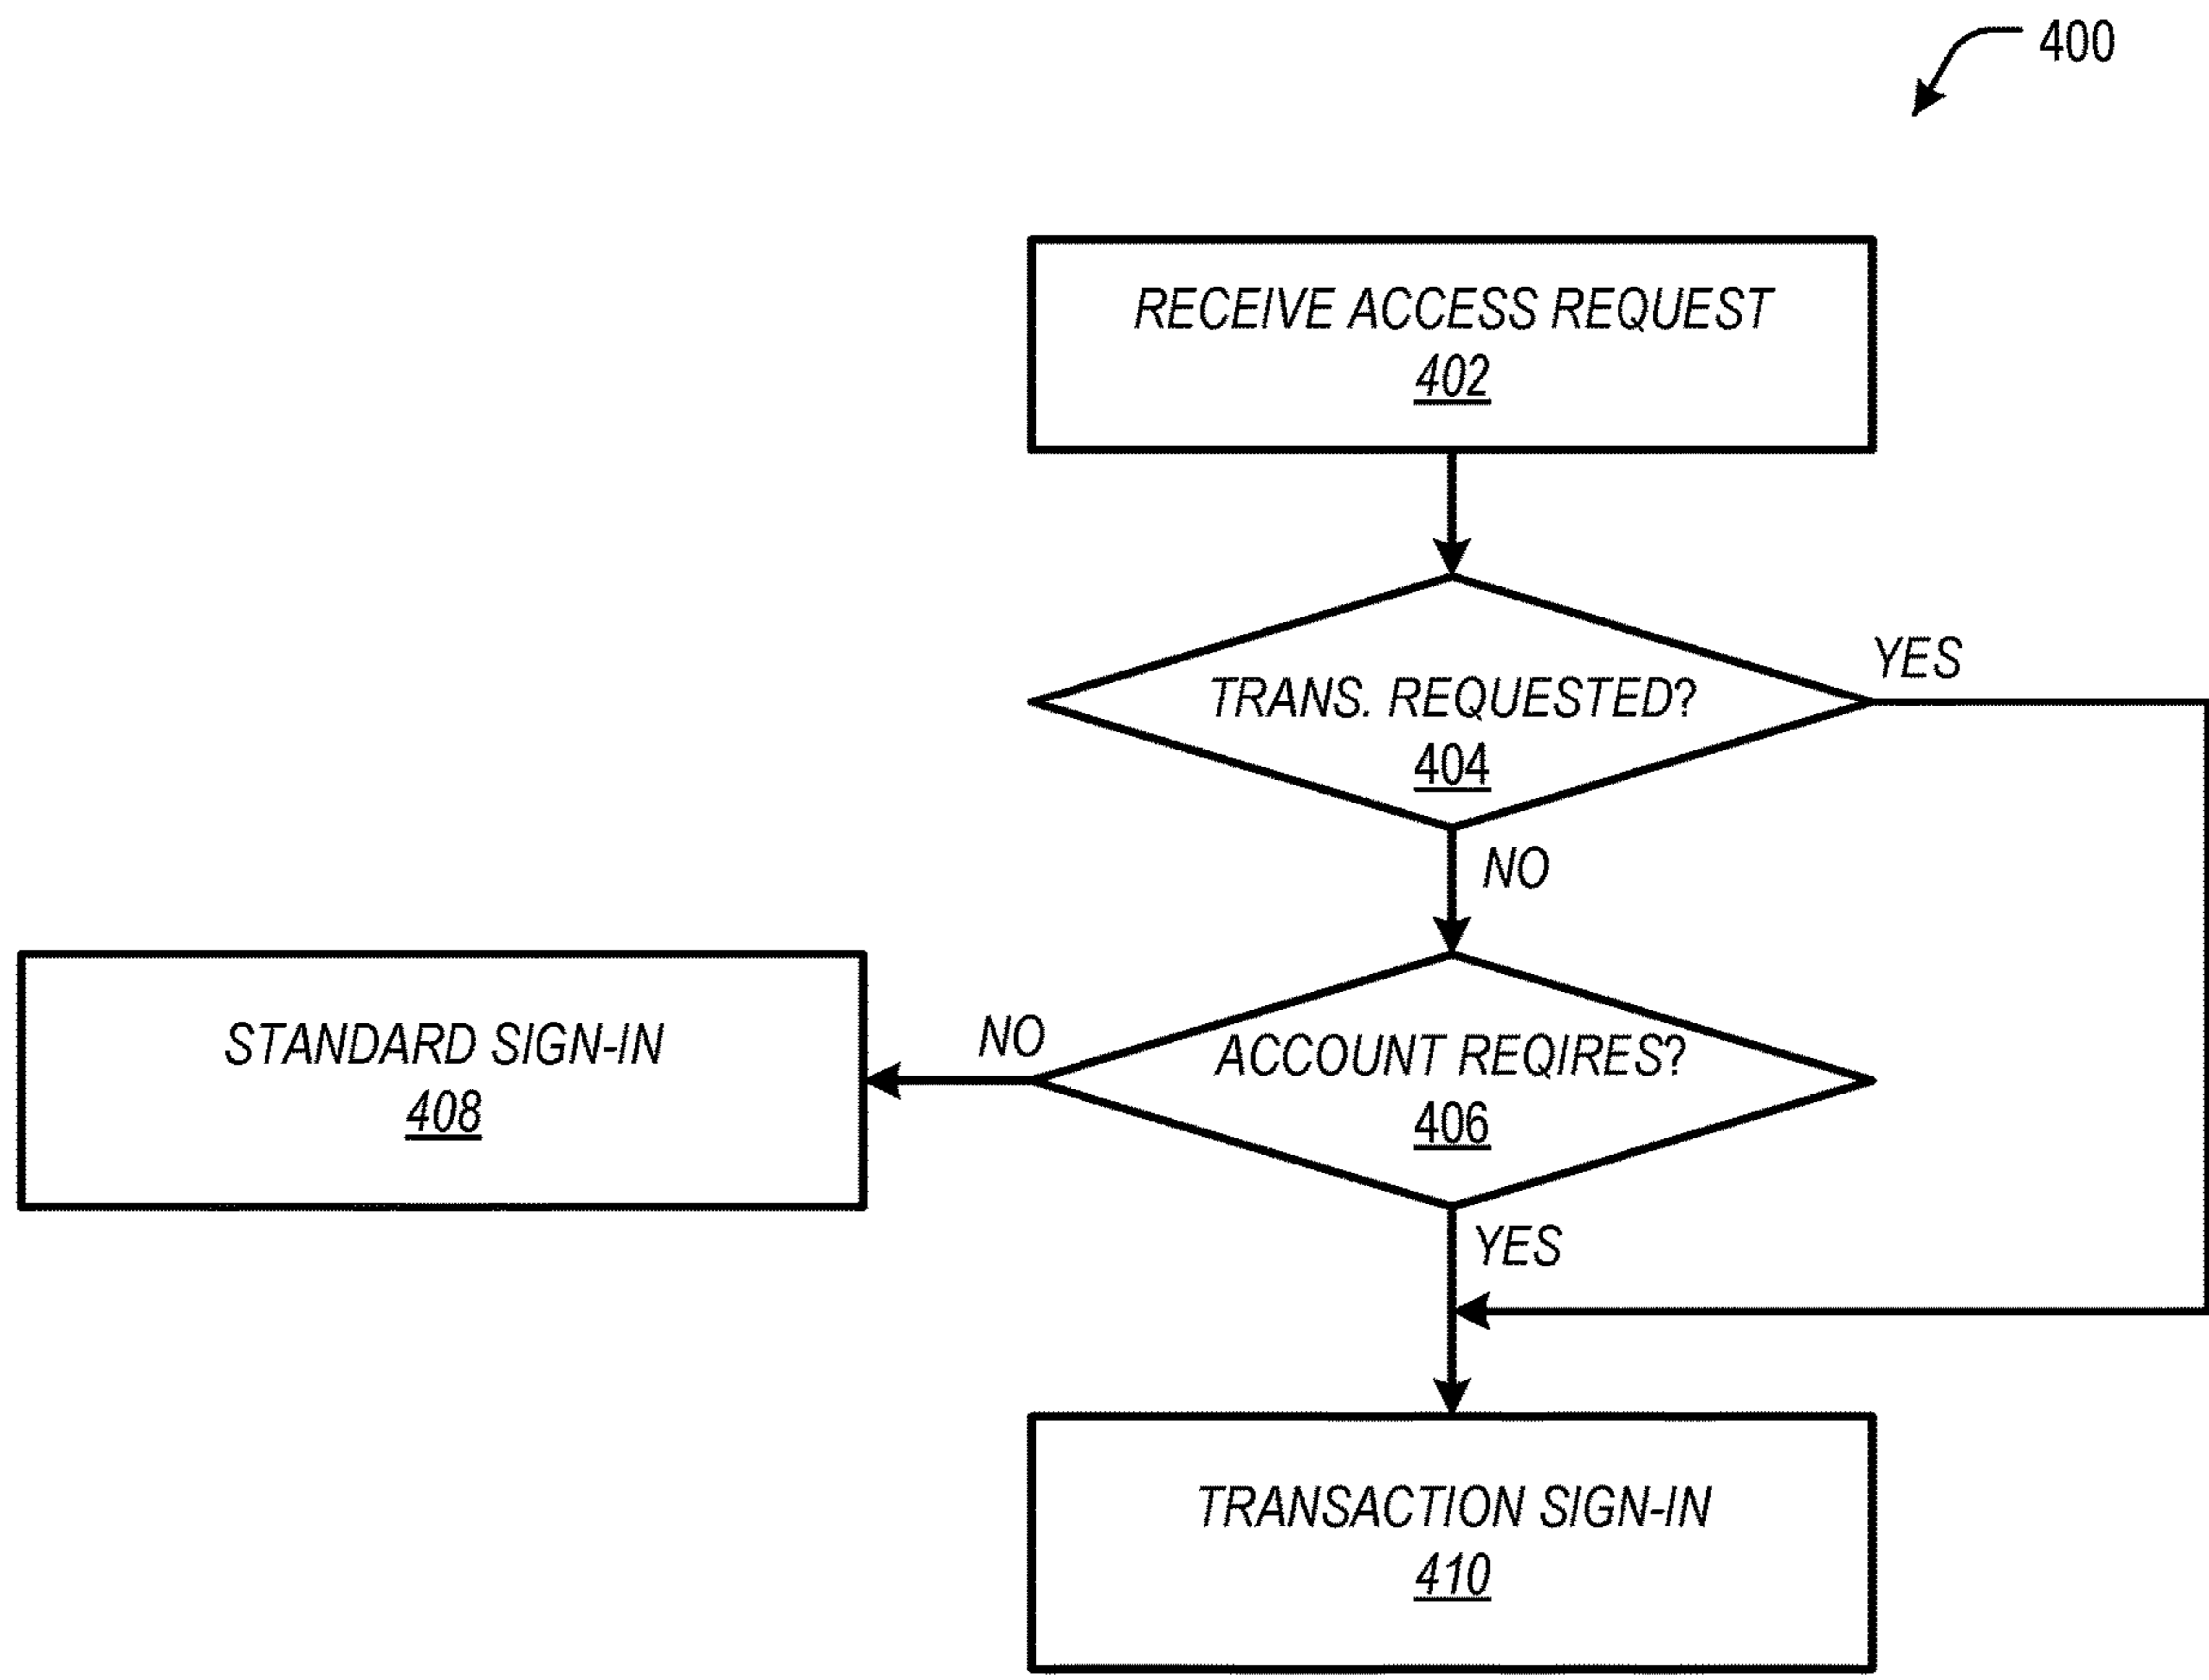 400
RECEIVE ACCESS REQUEST
402
TRANS. REQUESTED?
404
YES
NO
ACCOUNT REQIRES?
406
NO
STANDARD SIGN-IN
408
YES
TRANSACTION SIGN-IN
410